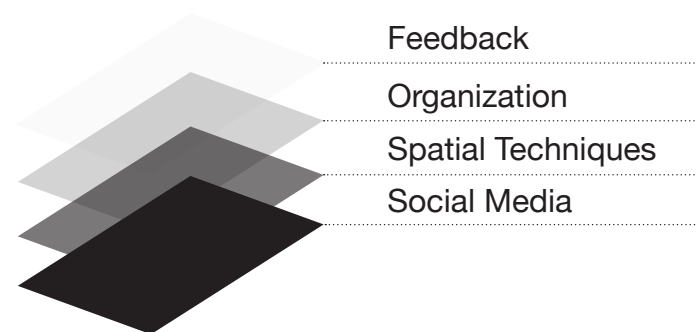 Feedback
Organization
Spatial Techniques
Social Media